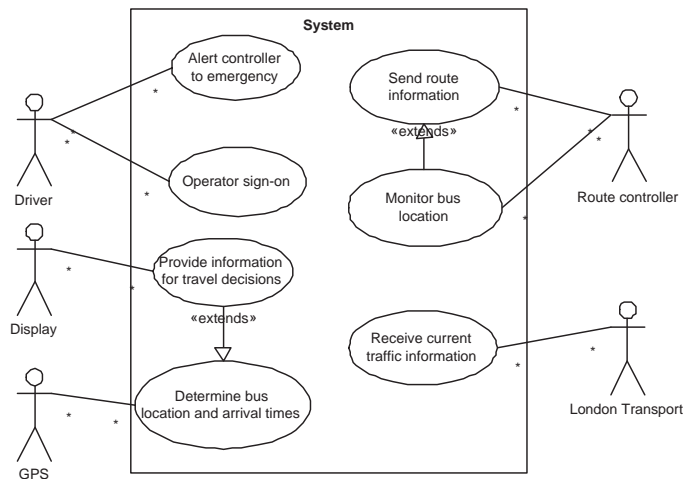 System
Alert controller
to emergency
Send route
information
*
*
«extends»
*
*
*
*
Driver
Operator sign-on
*
Monitor bus
location
*
Route controller
Provide information
for travel decisions
*
*
Display
«extends»
Receive current
traffic information
*
*
Determine bus
location and arrival times
*
*
GPS
London Transport